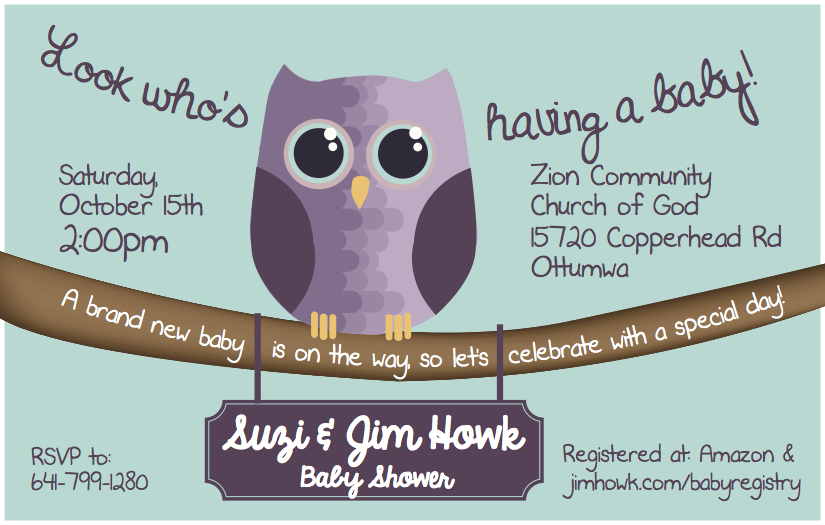 Look who's having a baby!
Saturday,
October 15th
2:00pm
Zion Community
Church of God
15720 Copperhead Rd
Ottumwa
A brand new baby is on the way, so let's celebrate with a special day!
Suzi & Jim Howk
Baby Shower
RSVP to:
641-799-1280
Registered at: Amazon &
jimhowk.com/babyregistry